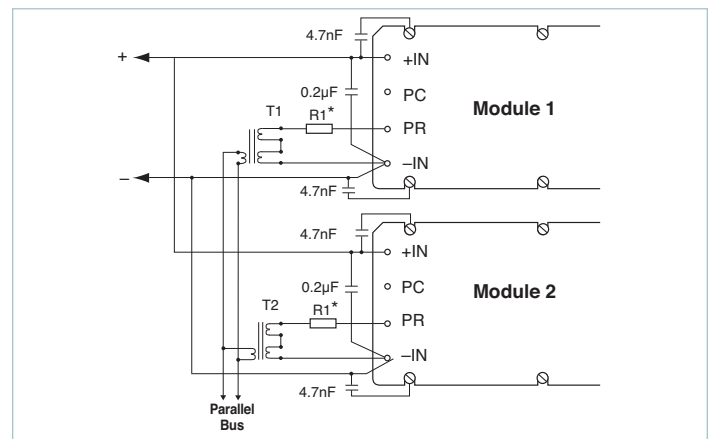 4.7nF
+
+IN
0.2µF
PC
Module 1
T1
R1*
PR
–
–IN
4.7nF
4.7nF
+IN
0.2µF
PC
Module 2
T2
R1*
PR
–IN
4.7nF
Parallel
Bus